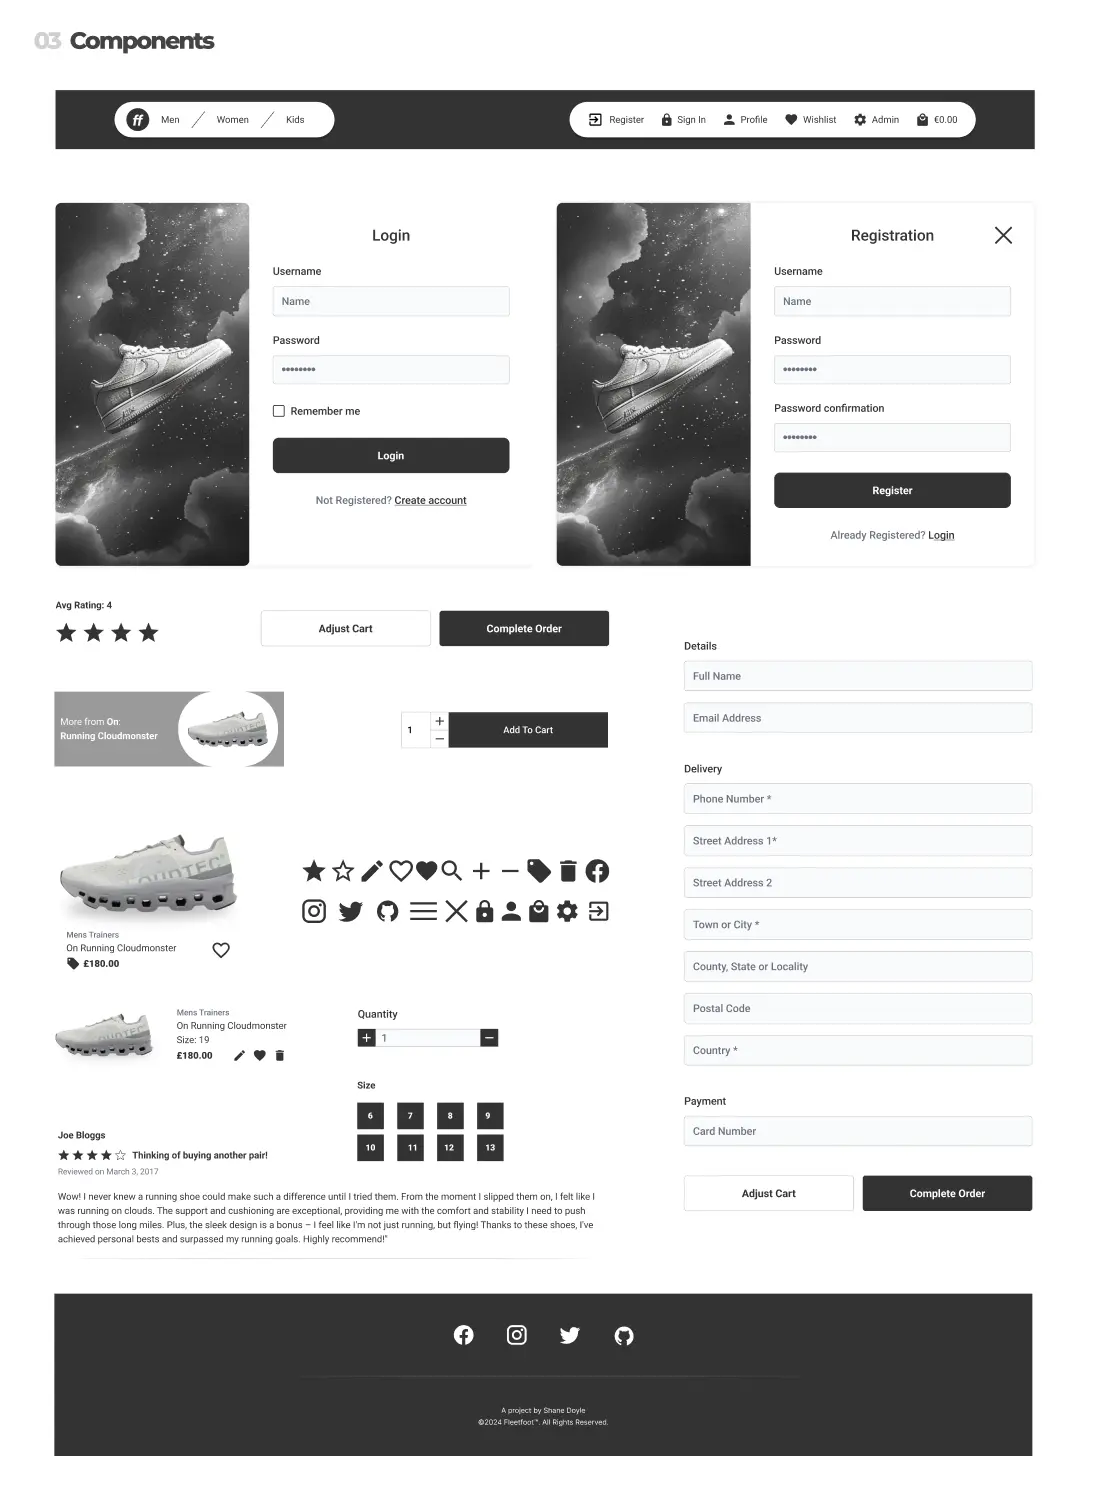 03 Components
ff Men Women Kids
Register Sign In Profile Wishlist Admin €0.00
Login
Username
Name
Password
Remember me
Login
Not Registered? Create account
Registration
Username
Name
Password
Password confirmation
Register
Already Registered? Login
Avg Rating: 4
Adjust Cart
Complete Order
More from On:
Running Cloudmonster
1
Add To Cart
Mens Trainers
On Running Cloudmonster
£180.00
Mens Trainers
On Running Cloudmonster
Size: 19
£180.00
Quantity
1
Size
6 7 8 9
10 11 12 13
Joe Bloggs
Thinking of buying another pair!
Reviewed on March 3, 2017
Wow! I never knew a running shoe could make such a difference until I tried them. From the moment I slipped them on, I felt like I
was running on clouds. The support and cushioning are exceptional, providing me with the comfort and stability I need to push
through those long miles. Plus, the sleek design is a bonus – I feel like I'm not just running, but flying! Thanks to these shoes, I've
achieved personal bests and surpassed my running goals. Highly recommend!"
Details
Full Name
Email Address
Delivery
Phone Number *
Street Address 1*
Street Address 2
Town or City *
County, State or Locality
Postal Code
Country *
Payment
Card Number
Adjust Cart
Complete Order
A project by Shane Doyle
©2024 Fleetfoot™. All Rights Reserved.